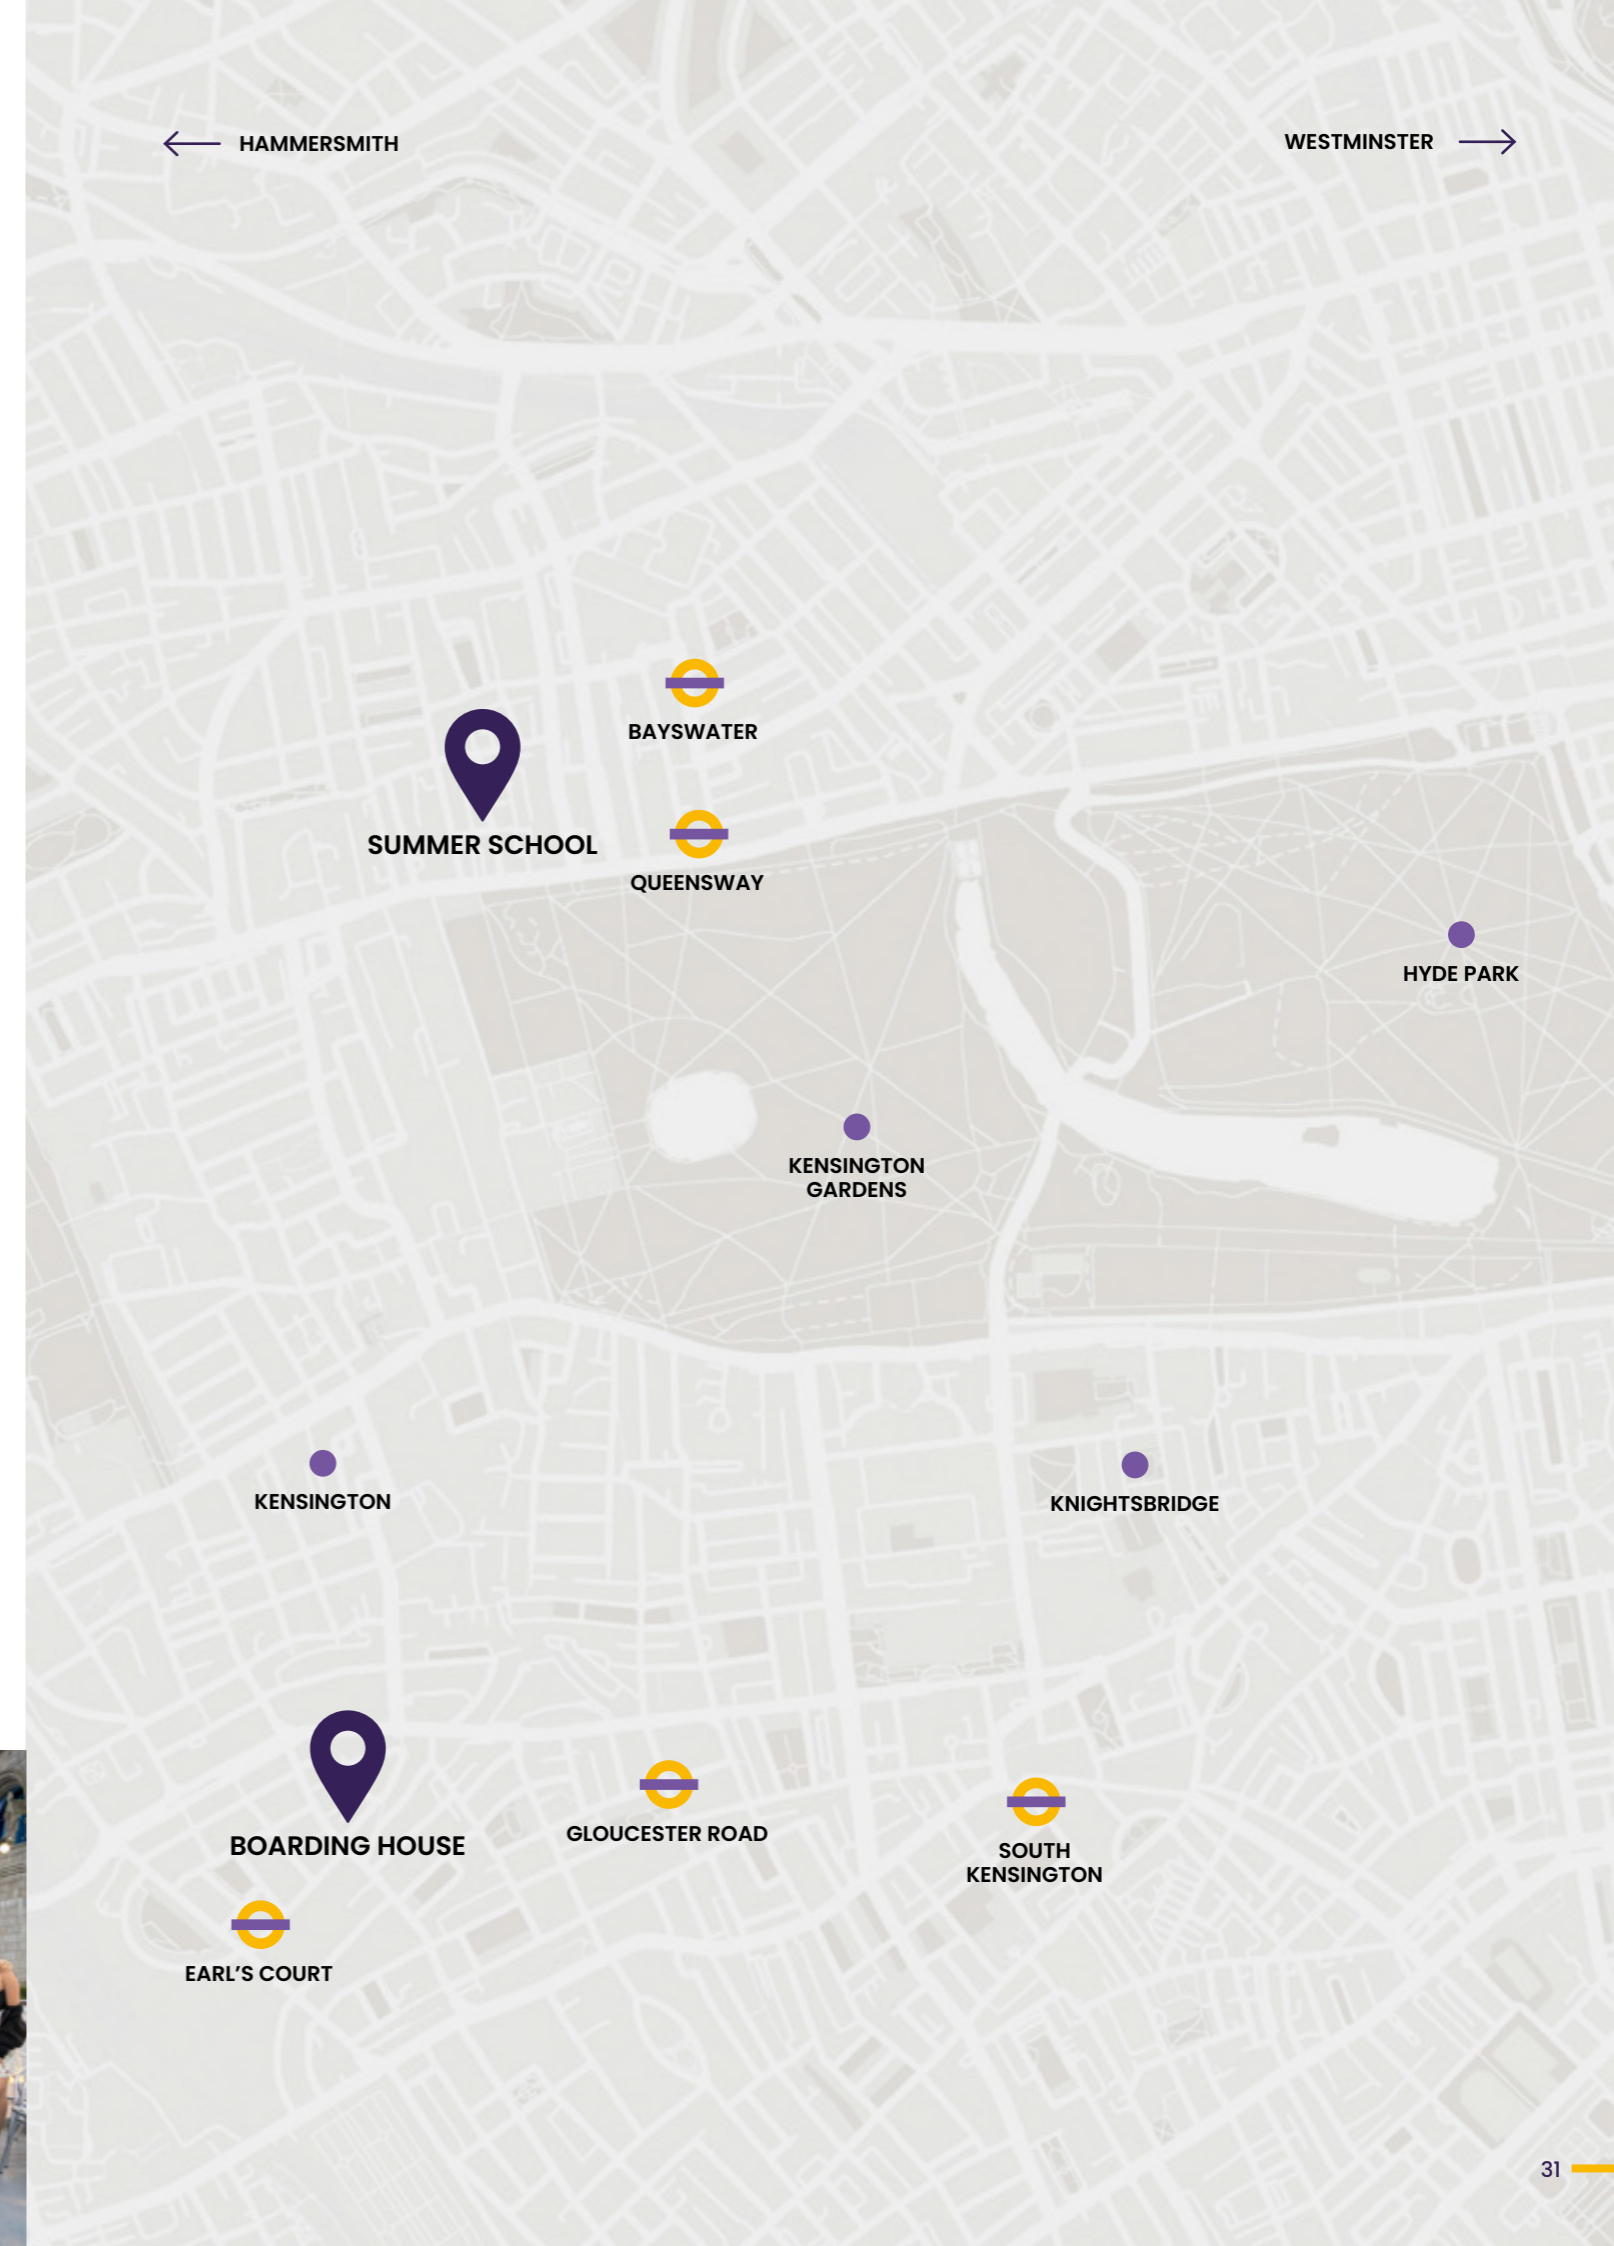 HAMMERSMITH
WESTMINSTER
BAYSWATER
SUMMER SCHOOL
QUEENSWAY
HYDE PARK
KENSINGTON
GARDENS
KENSINGTON
KNIGHTSBRIDGE
BOARDING HOUSE
GLOUCESTER ROAD
SOUTH
KENSINGTON
EARL’S COURT
31